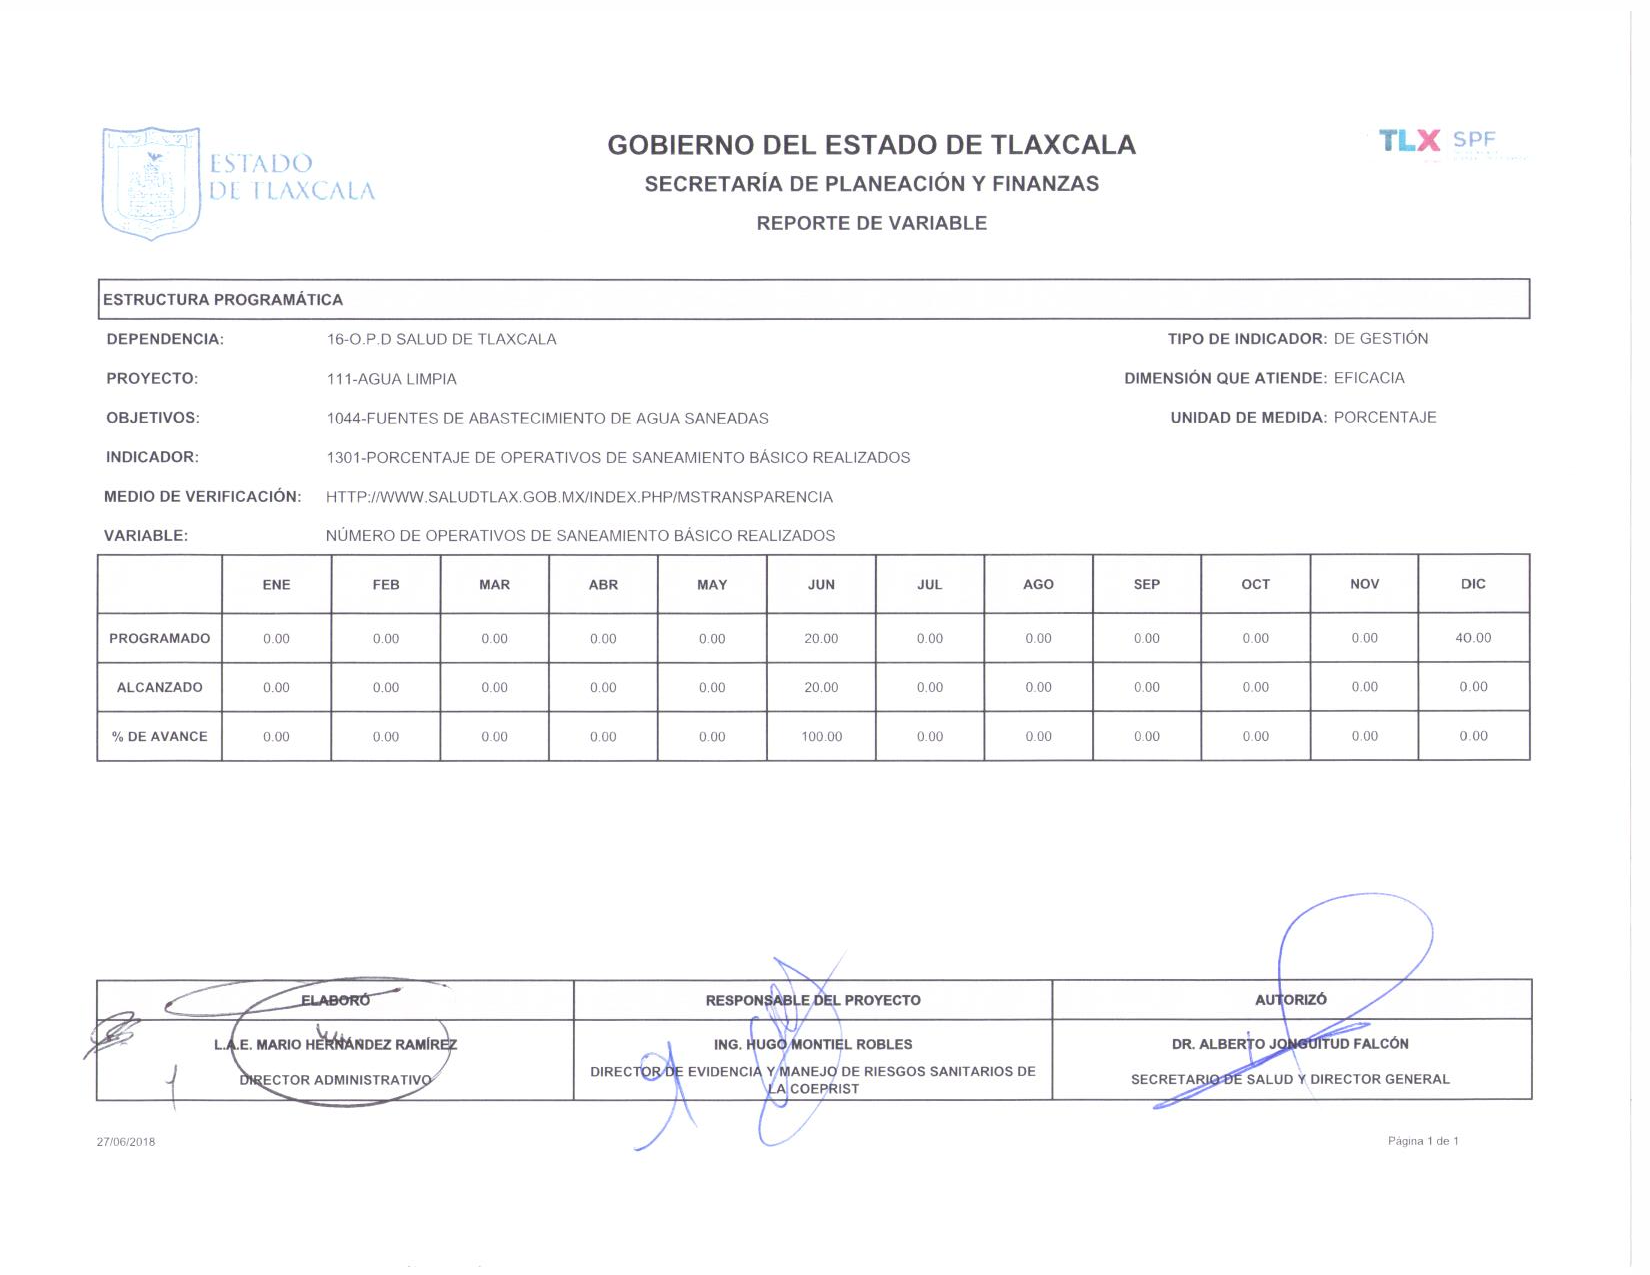 ESTADO
DE TLAXCALA
GOBIERNO DEL ESTADO DE TLAXCALA
SECRETARÍA DE PLANEACIÓN Y FINANZAS
REPORTE DE VARIABLE
TLX SPF
ESTRUCTURA PROGRAMÁTICA
DEPENDENCIA: 16-O.P.D SALUD DE TLAXCALA TIPO DE INDICADOR: DE GESTIÓN
PROYECTO: 111-AGUA LIMPIA DIMENSIÓN QUE ATIENDE: EFICACIA
OBJETIVOS: 1044-FUENTES DE ABASTECIMIENTO DE AGUA SANEADAS UNIDAD DE MEDIDA: PORCENTAJE
INDICADOR: 1301-PORCENTAJE DE OPERATIVOS DE SANEAMIENTO BÁSICO REALIZADOS
MEDIO DE VERIFICACIÓN: HTTP://WWW.SALUDTLAX.GOB.MX/INDEX.PHP/MSTRANSPARENCIA
VARIABLE: NÚMERO DE OPERATIVOS DE SANEAMIENTO BÁSICO REALIZADOS
ENE FEB MAR ABR MAY JUN JUL AGO SEP OCT NOV DIC
PROGRAMADO 0.00 0.00 0.00 0.00 0.00 20.00 0.00 0.00 0.00 0.00 0.00 40.00
ALCANZADO 0.00 0.00 0.00 0.00 0.00 20.00 0.00 0.00 0.00 0.00 0.00 0.00
% DE AVANCE 0.00 0.00 0.00 0.00 0.00 100.00 0.00 0.00 0.00 0.00 0.00 0.00
ELABORÓ RESPONSABLE DEL PROYECTO AUTORIZÓ
L.A.E. MARIO HERNÁNDEZ RAMÍREZ ING. HUGO MONTIEL ROBLES DR. ALBERTO JONGUITUD FALCÓN
DIRECTOR ADMINISTRATIVO DIRECTOR DE EVIDENCIA Y MANEJO DE RIESGOS SANITARIOS DE SECRETARIO DE SALUD Y DIRECTOR GENERAL
LA COEPRIST
27/06/2018 Página 1 de 1